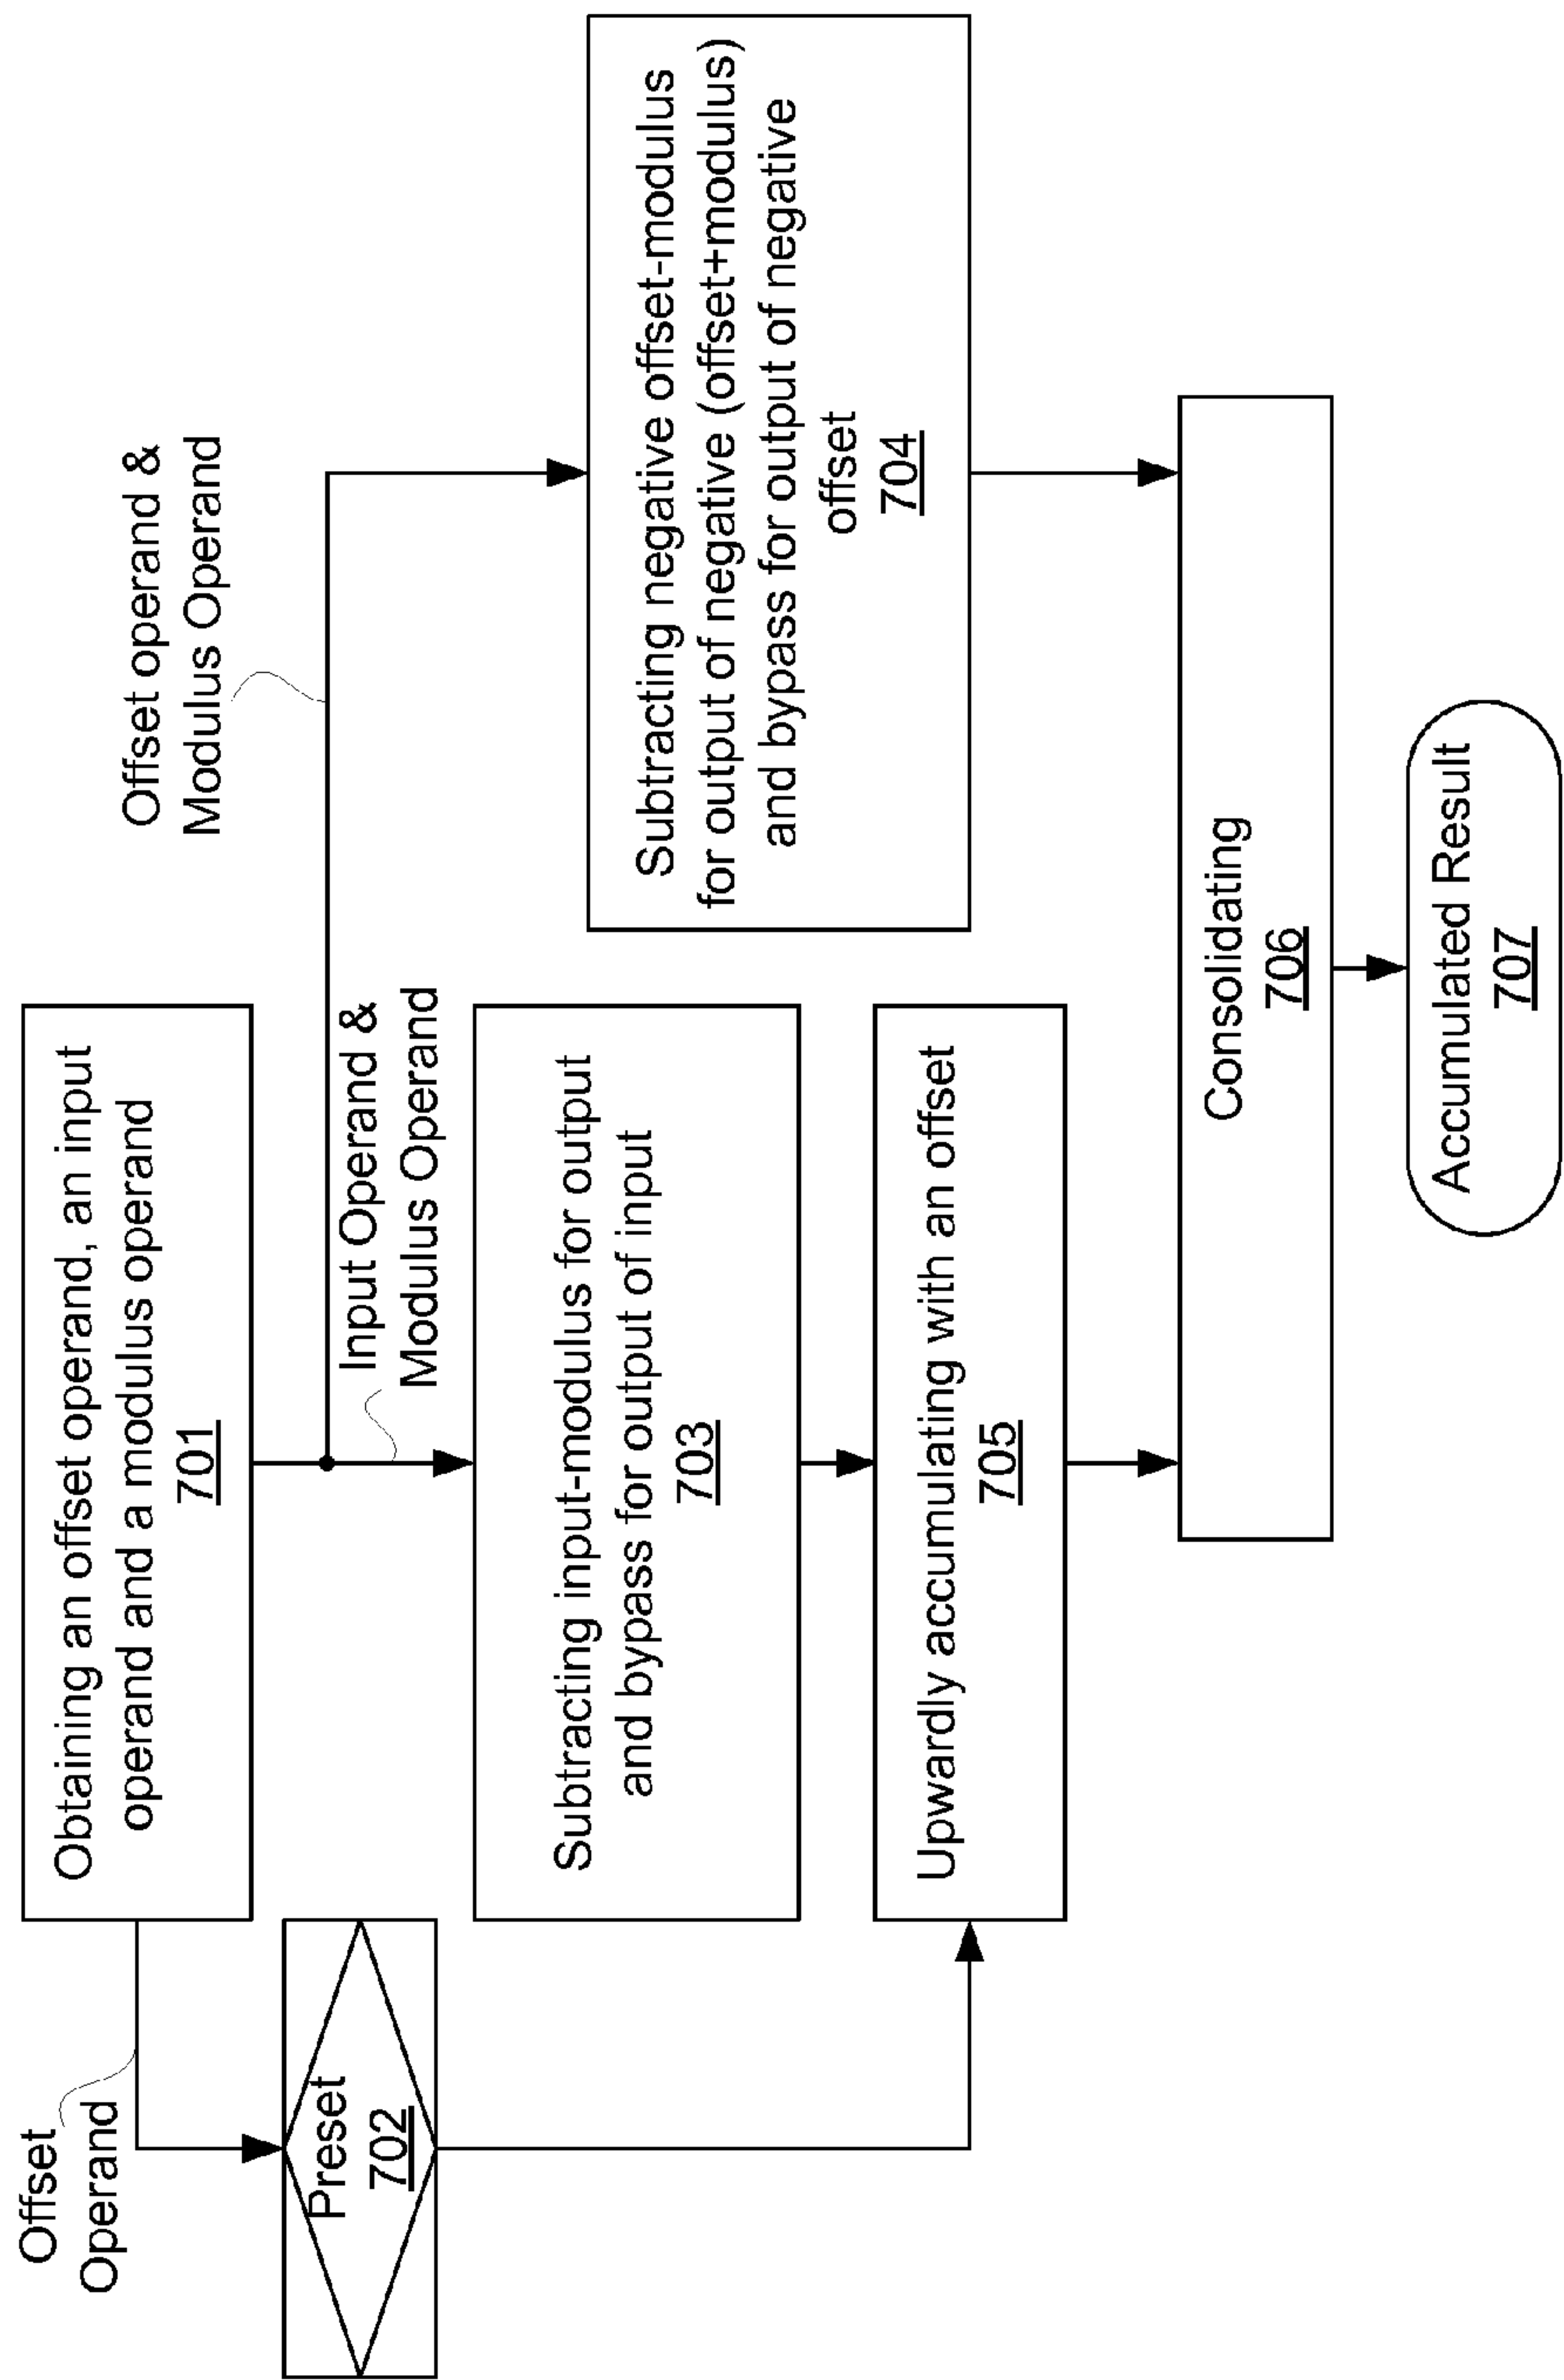 Offset
Operand
Obtaining an offset operand, an input
operand and a modulus operand
701
Offset operand &
Modulus Operand
Preset
702
Input Operand &
Modulus Operand
Subtracting input-modulus for output
and bypass for output of input
703
Subtracting negative offset-modulus
for output of negative (offset+modulus)
and bypass for output of negative
offset
704
Upwardly accumulating with an offset
705
Consolidating
706
Accumulated Result
707